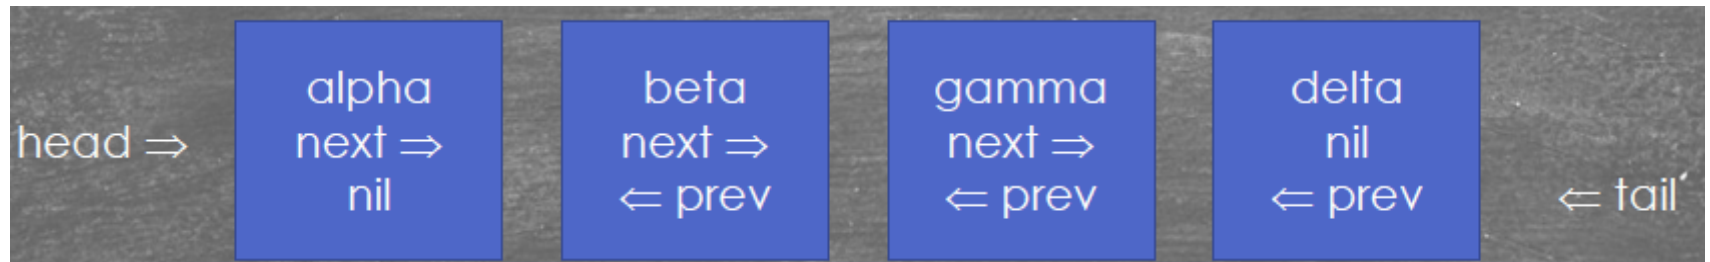 head ⇒
alpha
next ⇒
nil
beta
next ⇒
⇐ prev
gamma
next ⇒
⇐ prev
delta
nil
⇐ prev
⇐ tail